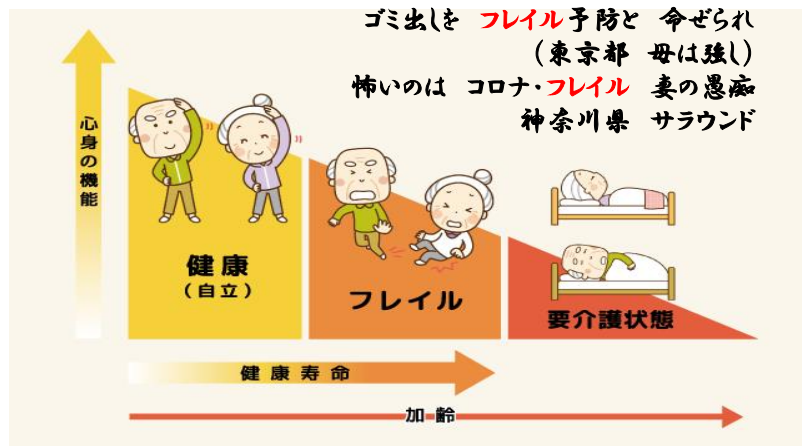 ゴミ出しを フレイル予防と 命ぜられ
(東京都 母は強し)
怖いのは コロナ・フレイル 妻の愚痴
神奈川県 サラウンド
心身の機能
健康
(自立)
フレイル
要介護状態
健康寿命
加齢